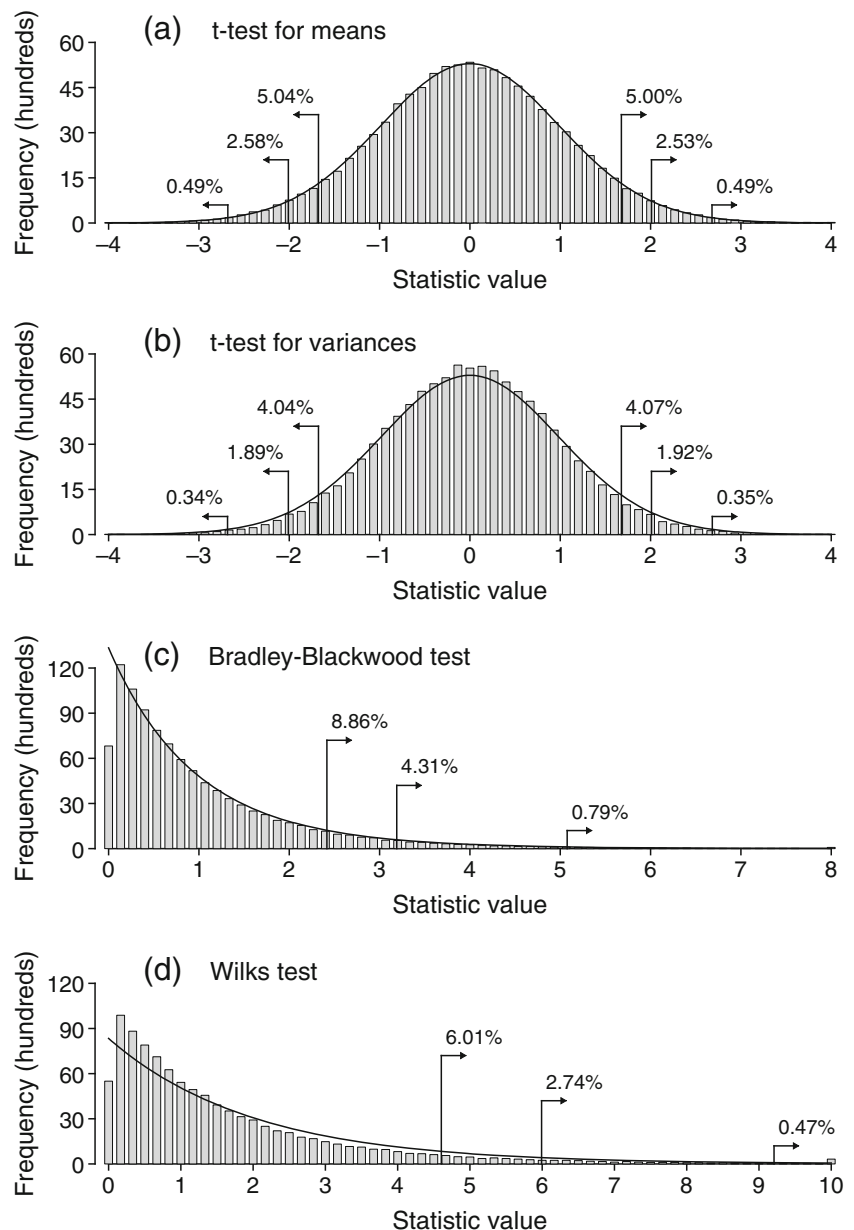 (a) t-test for means
Frequency (hundreds)
60
45
30
15
0
5.04%
5.00%
2.58%
2.53%
0.49%
0.49%
–4 –3 –2 –1 0 1 2 3 4
Statistic value
(b) t-test for variances
Frequency (hundreds)
60
45
30
15
0
4.04%
4.07%
1.89%
1.92%
0.34%
0.35%
–4 –3 –2 –1 0 1 2 3 4
Statistic value
(c) Bradley-Blackwood test
Frequency (hundreds)
120
90
60
30
0
8.86%
4.31%
0.79%
0 1 2 3 4 5 6 7 8
Statistic value
(d) Wilks test
Frequency (hundreds)
120
90
60
30
0
6.01%
2.74%
0.47%
0 1 2 3 4 5 6 7 8 9 10
Statistic value